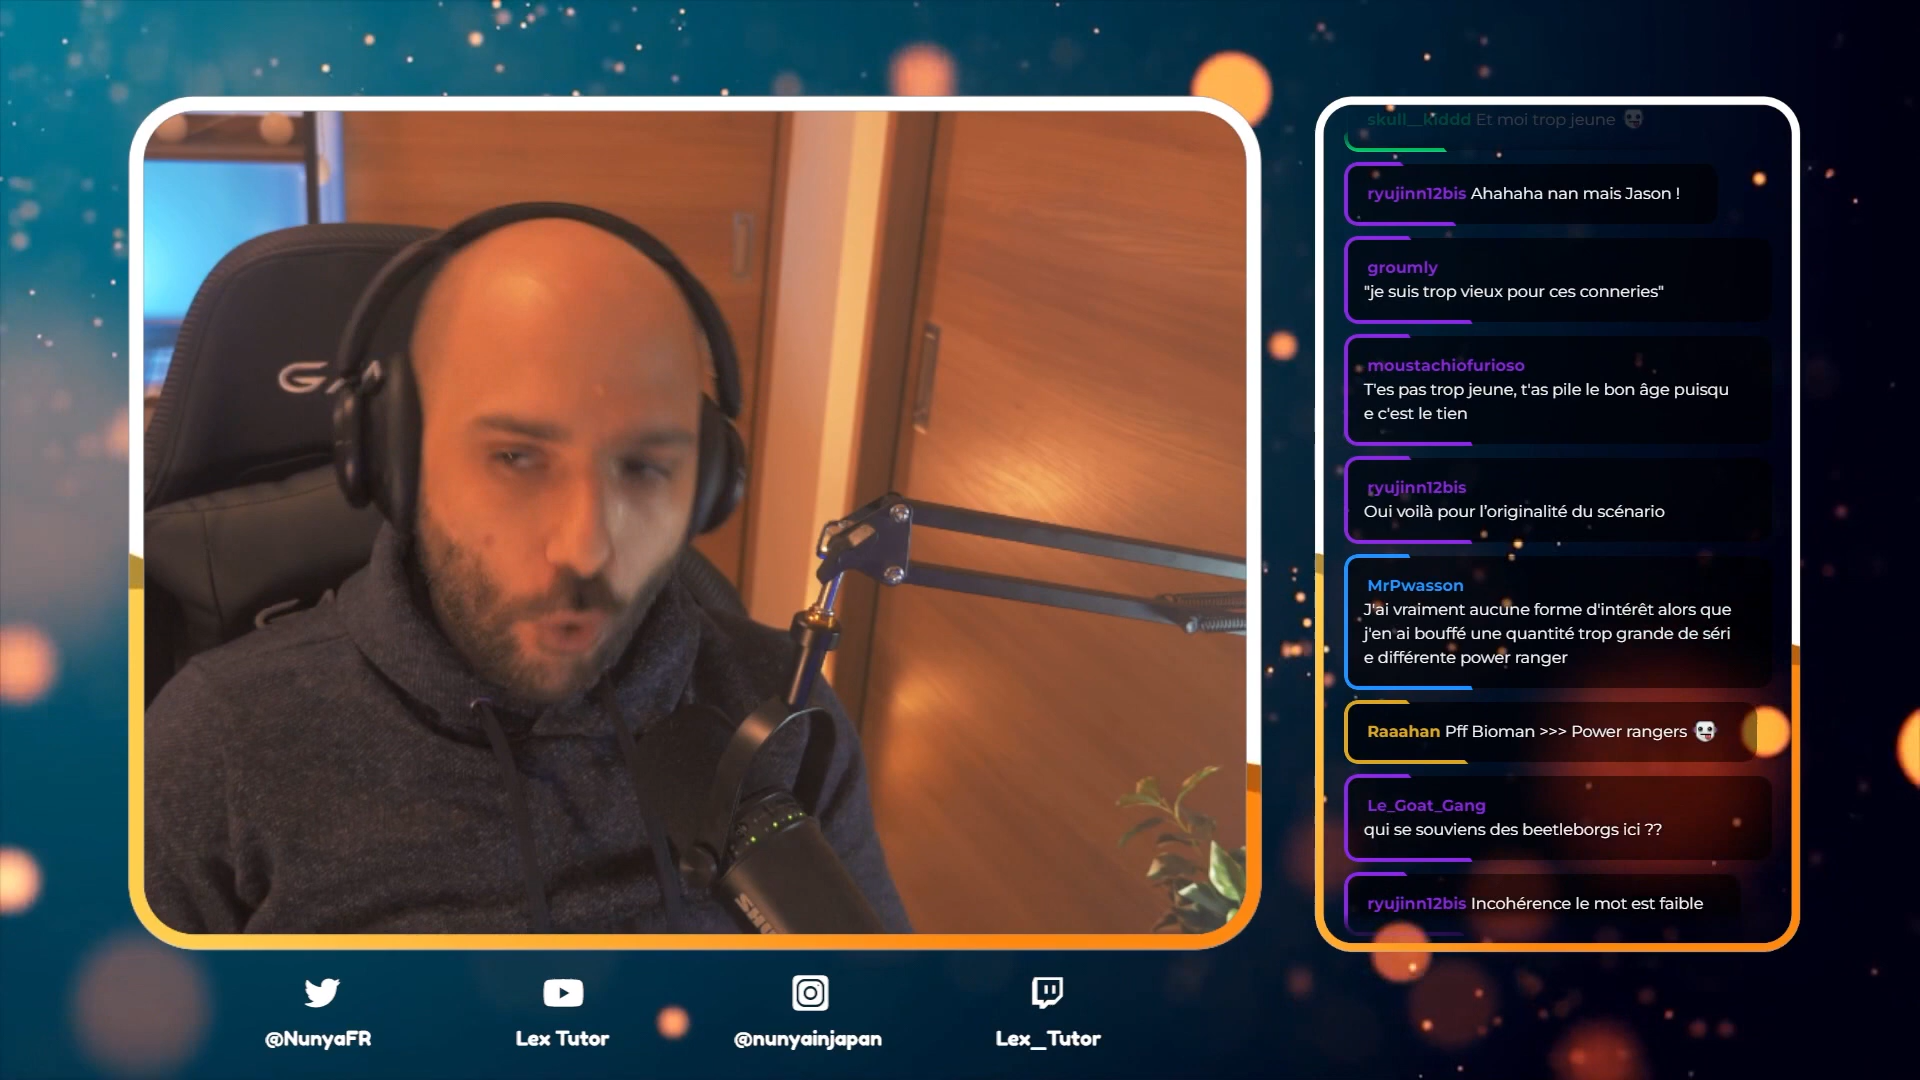 skull__kiddd Et moi trop jeune
ryujinn12bis Ahahaha nan mais Jason !
groumly
"je suis trop vieux pour ces conneries"
moustachiofurioso
T'es pas trop jeune, t'as pile le bon âge puisqu
e c'est le tien
ryujinn12bis
Oui voilà pour l'originalité du scénario
MrPwasson
J'ai vraiment aucune forme d'intérêt alors que
j'en ai bouffé une quantité trop grande de séri
e différente power ranger
Raaahan Pff Bioman >>> Power rangers
Le_Goat_Gang
qui se souviens des beetleborgs ici ??
ryujinn12bis Incohérence le mot est faible
@NunyaFR
Lex Tutor
@nunyainjapan
Lex__Tutor